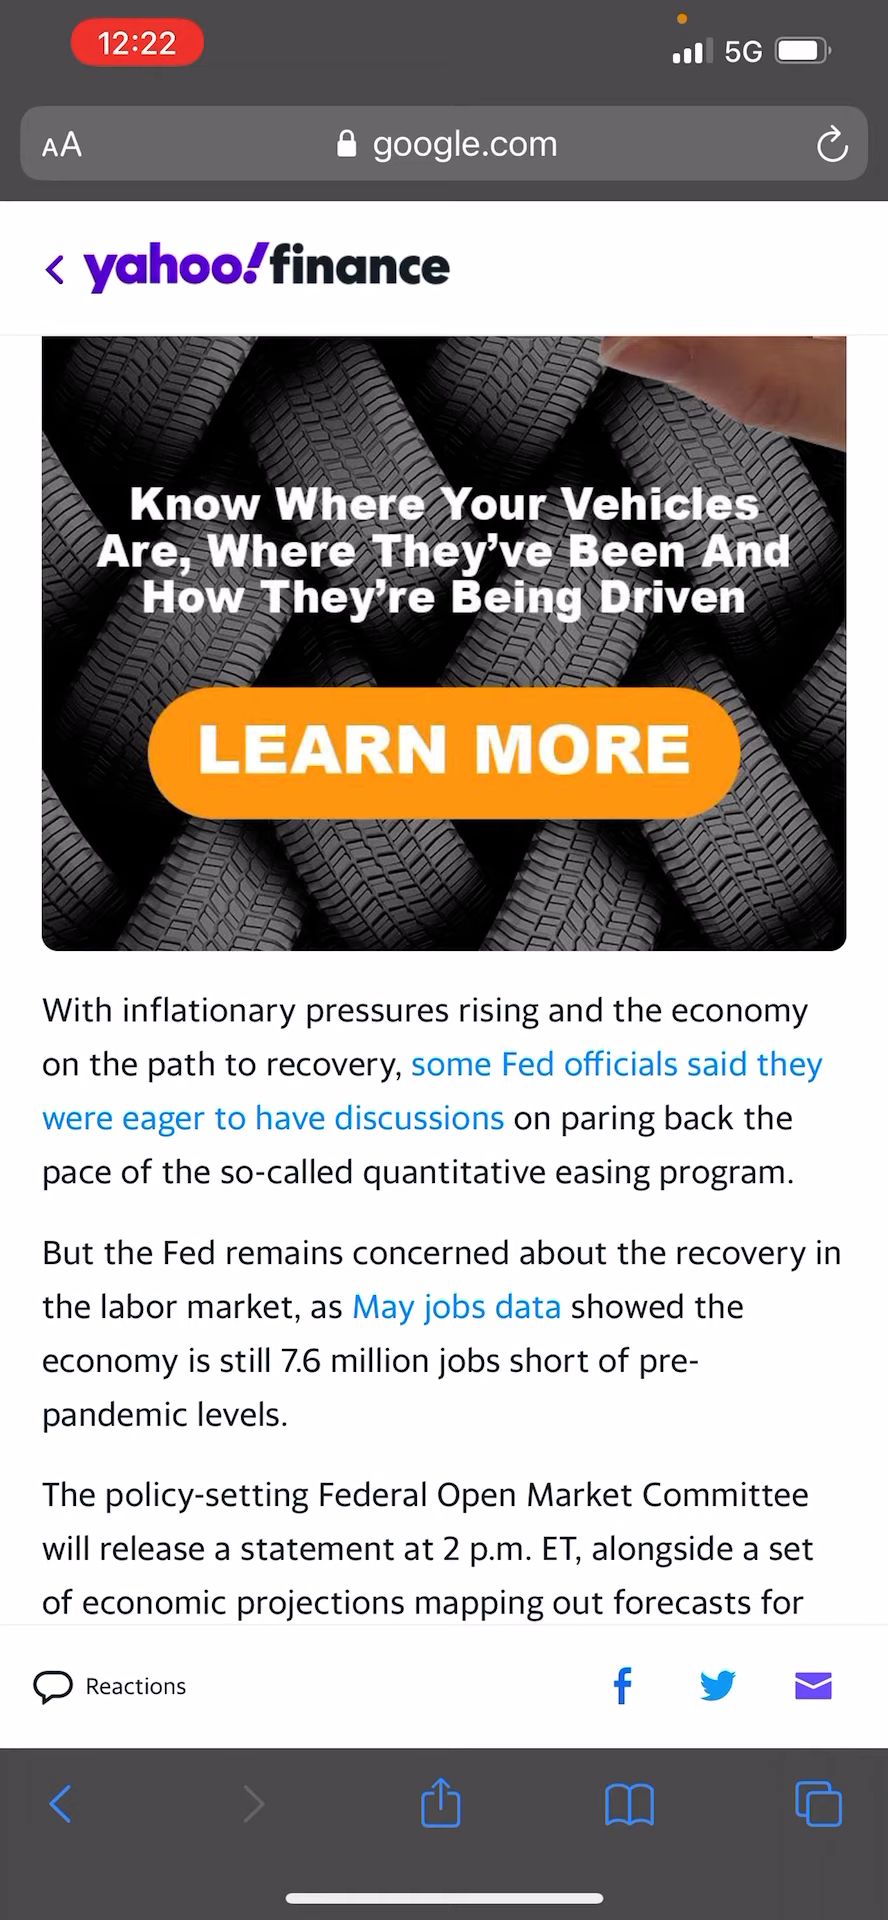 12:22
5G
AA
google.com
yahoo!finance
Know Where Your Vehicles
Are, Where They've Been And
How They're Being Driven
LEARN MORE
With inflationary pressures rising and the economy
on the path to recovery, some Fed officials said they
were eager to have discussions on paring back the
pace of the so-called quantitative easing program.
But the Fed remains concerned about the recovery in
the labor market, as May jobs data showed the
economy is still 7.6 million jobs short of pre-
pandemic levels.
The policy-setting Federal Open Market Committee
will release a statement at 2 p.m. ET, alongside a set
of economic projections mapping out forecasts for
Reactions